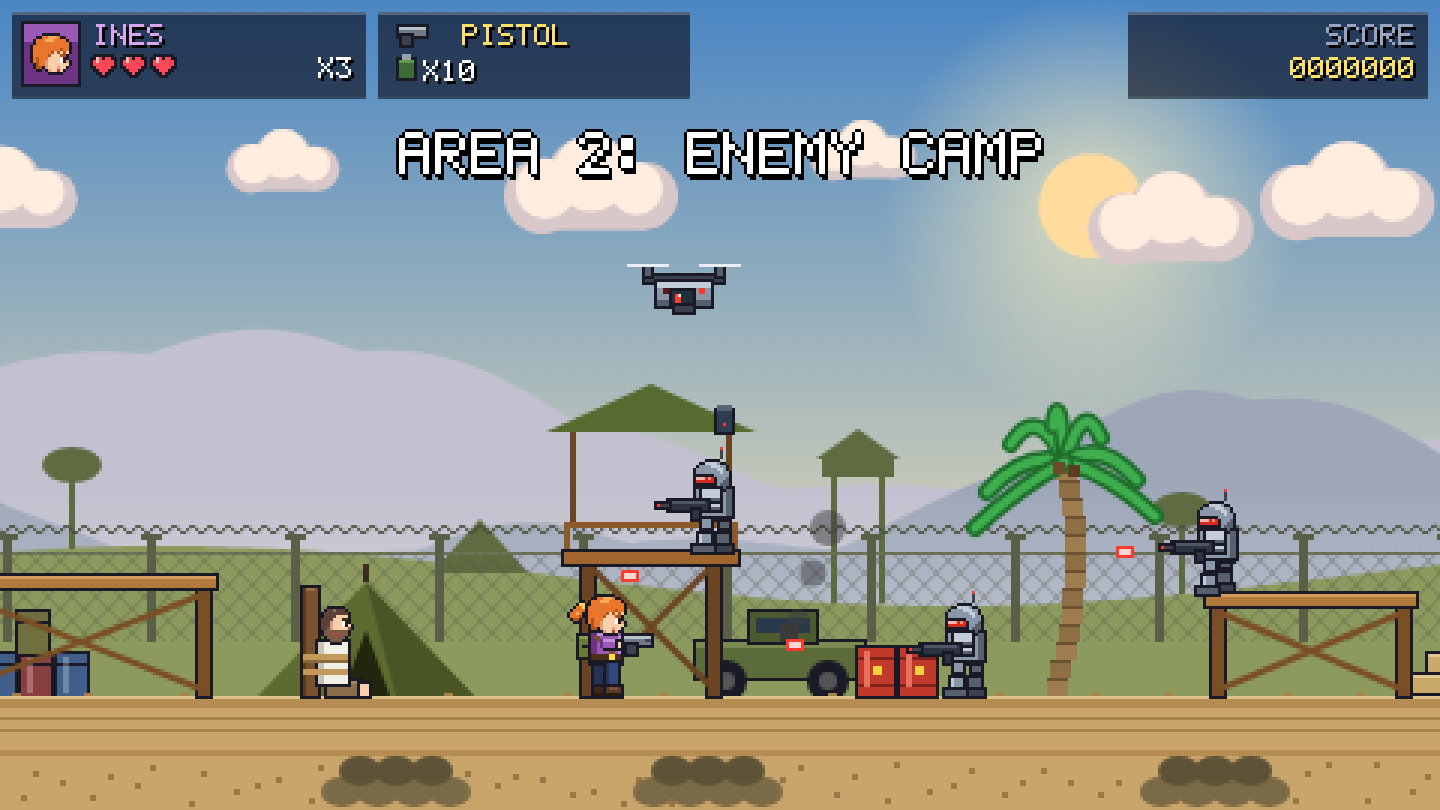 INES
X3
PISTOL
X10
SCORE
0000000
AREA 2: ENEMY CAMP